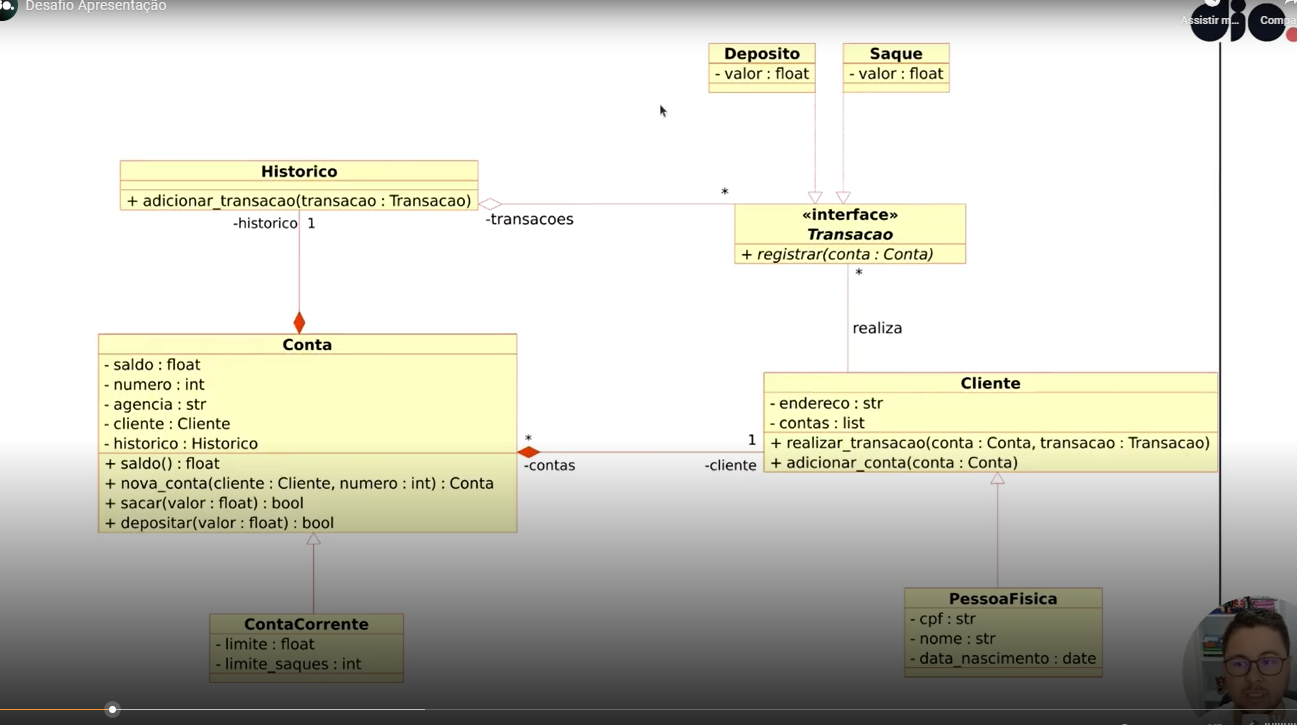 Desafio Apresentação
Assistir m...
Compa
Deposito
- valor : float
Saque
- valor : float
Historico
+ adicionar_transacao(transacao : Transacao)
-historico 1
-transacoes
*
«interface»
Transacao
+ registrar(conta : Conta)
*
realiza
Conta
- saldo : float
- numero : int
- agencia : str
- cliente : Cliente
- historico : Historico
+ saldo() : float
+ nova_conta(cliente : Cliente, numero : int) : Conta
+ sacar(valor : float) : bool
+ depositar(valor : float) : bool
*
-contas
1
-cliente
Cliente
- endereco : str
- contas : list
+ realizar_transacao(conta : Conta, transacao : Transacao)
+ adicionar_conta(conta : Conta)
ContaCorrente
- limite : float
- limite_saques : int
PessoaFisica
- cpf : str
- nome : str
- data_nascimento : date